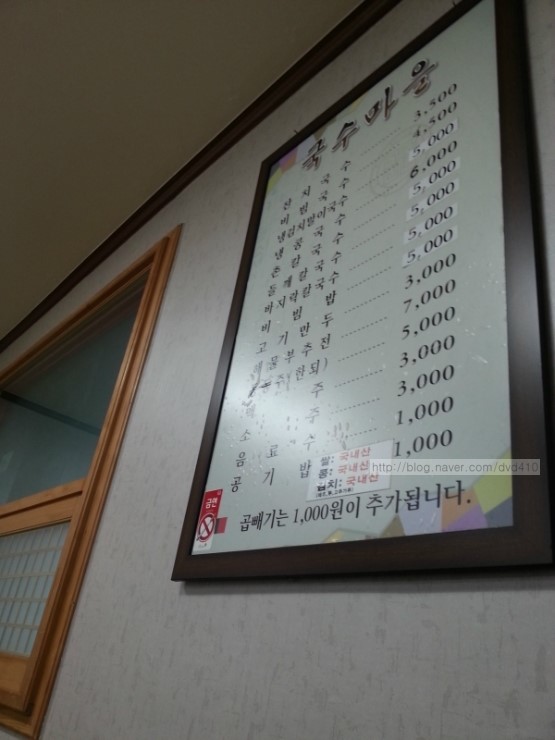 국수마을
잔치국수 3,500
비빔국수 4,500
냉김치말이국수 5,000
냉콩국수 6,000
손칼국수 5,000
들깨칼국수 5,000
바지락칼국수 5,000
비빔밥 5,000
고기만두 3,000
해물부추전 7,000
주(한되) 5,000
맥주 3,000
소주 3,000
음료수 1,000
공기밥 1,000
쌀: 국내산
콩: 국내산
김치: 국내산
금연
곱빼기는 1,000원이 추가됩니다.
http://blog.naver.com/dvd410